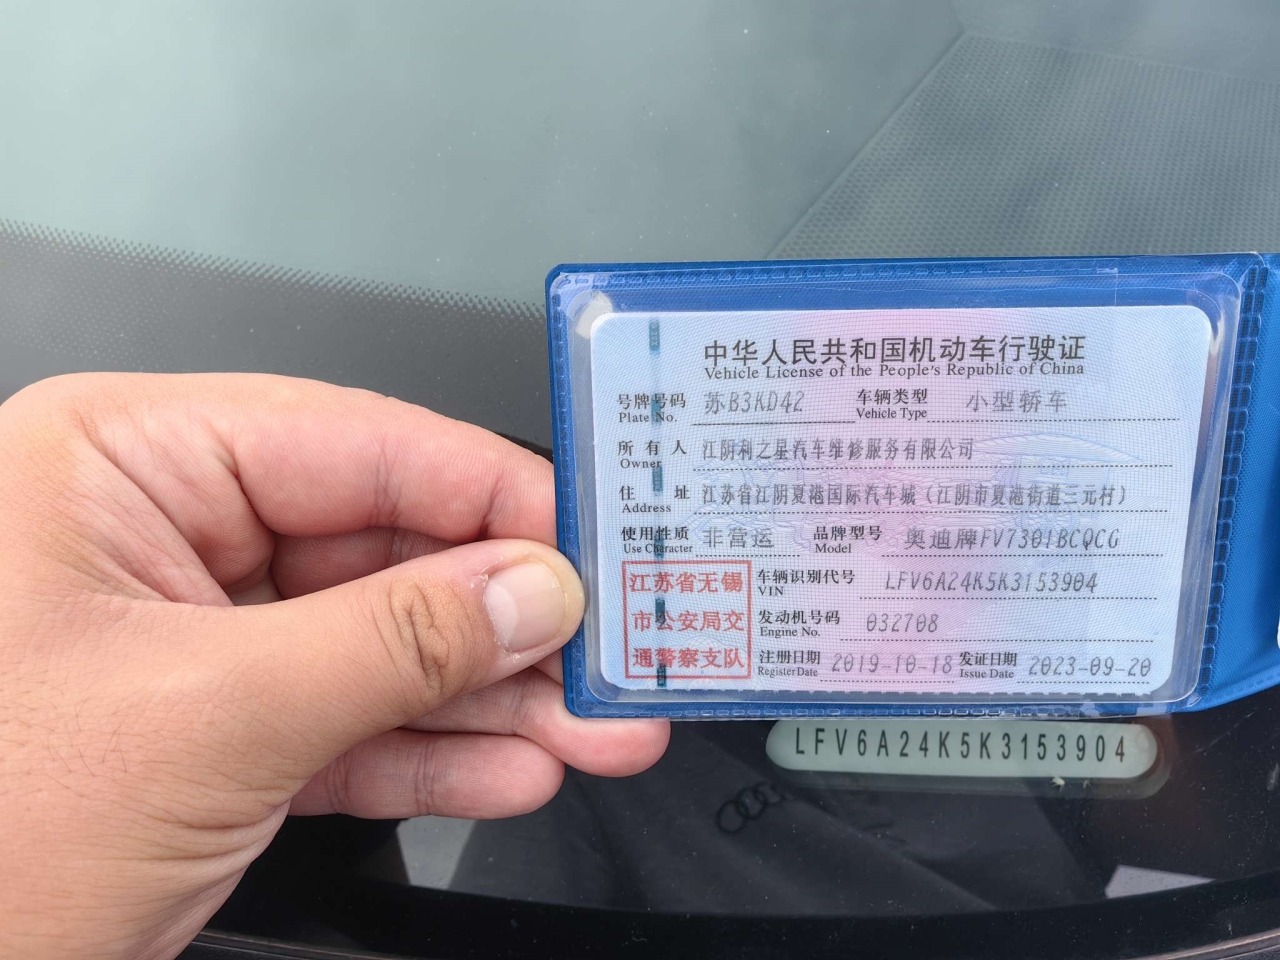 中华人民共和国机动车行驶证
Vehicle License of the People's Republic of China
号牌号码 苏B3KD42 车辆类型 小型轿车
Plate No. Vehicle Type
所有人 江阴利之星汽车维修服务有限公司
Owner
住址 江苏省江阴夏港国际汽车城（江阴市夏港街道三元村）
Address
使用性质 非营运 品牌型号 奥迪牌FV7301BCQCG
Use Character Model
江苏省无锡
市公安局交
通警察支队
车辆识别代号 LFV6A24K5K3153904
VIN
发动机号码 032708
Engine No.
注册日期 2019-10-18 发证日期 2023-09-20
Register Date Issue Date
LFV6A24K5K3153904